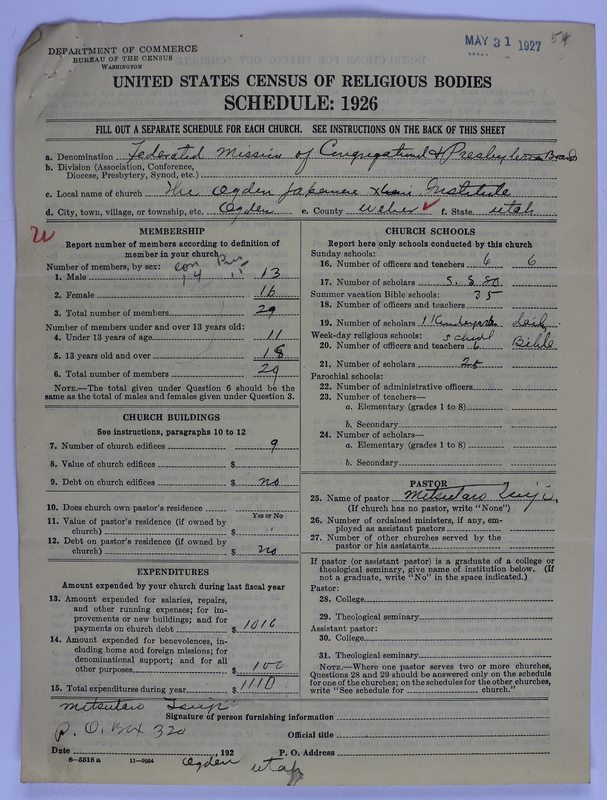 DEPARTMENT OF COMMERCE
BUREAU OF THE CENSUS
WASHINGTON
MAY 31 1927
54
UNITED STATES CENSUS OF RELIGIOUS BODIES
SCHEDULE: 1926
FILL OUT A SEPARATE SCHEDULE FOR EACH CHURCH. SEE INSTRUCTIONS ON THE BACK OF THIS SHEET
a. Denomination Federated Mission of Congregational & Presbyterian Board
b. Division (Association, Conference, Diocese, Presbytery, Synod, etc.)
c. Local name of church The Ogden Japanese Institute
d. City, town, village, or township, etc. Ogden e. County Weber f. State Utah
MEMBERSHIP
Report number of members according to definition of
member in your church
Number of members, by sex:
1. Male 13
2. Female 16
3. Total number of members 29
Number of members under and over 13 years old:
4. Under 13 years of age 11
5. 13 years old and over 18
6. Total number of members 29
NOTE.—The total given under Question 6 should be the
same as the total of males and females given under Question 3.
CHURCH BUILDINGS
See instructions, paragraphs 10 to 12
7. Number of church edifices 9
8. Value of church edifices $
9. Debt on church edifices $ no
10. Does church own pastor's residence
Yes or No
11. Value of pastor's residence (if owned by
church) $ "
12. Debt on pastor's residence (if owned by
church) $ no
EXPENDITURES
Amount expended by your church during last fiscal year
13. Amount expended for salaries, repairs,
and other running expenses; for im-
provements or new buildings; and for
payments on church debt $ 1010
14. Amount expended for benevolences, in-
cluding home and foreign missions; for
denominational support; and for all
other purposes $ 100
15. Total expenditures during year $ 1110
CHURCH SCHOOLS
Report here only schools conducted by this church
Sunday schools:
16. Number of officers and teachers 6 6
17. Number of scholars S. S 80
Summer vacation Bible schools: 35
18. Number of officers and teachers
19. Number of scholars 11 Daily
Week-day religious schools: school
20. Number of officers and teachers 6 Bible
21. Number of scholars 25
Parochial schools:
22. Number of administrative officers
23. Number of teachers—
a. Elementary (grades 1 to 8)
b. Secondary
24. Number of scholars—
a. Elementary (grades 1 to 8)
b. Secondary
PASTOR
25. Name of pastor Mitsutaro Tsuji
(If church has no pastor, write "None")
26. Number of ordained ministers, if any, em-
ployed as assistant pastors
27. Number of other churches served by the
pastor or his assistants
If pastor (or assistant pastor) is a graduate of a college or
theological seminary, give name of institution below. (If
not a graduate, write "No" in the space indicated.)
Pastor:
28. College
29. Theological seminary
Assistant pastor:
30. College
31. Theological seminary
NOTE.—Where one pastor serves two or more churches,
Questions 28 and 29 should be answered only on the schedule
for one of the churches; on the schedules for the other churches,
write "See schedule for church."
Mitsutaro Tsuji
Signature of person furnishing information
P. O. Box 320
Official title
Date , 192 P. O. Address
8—5518 a 11—9034
Ogden Utah